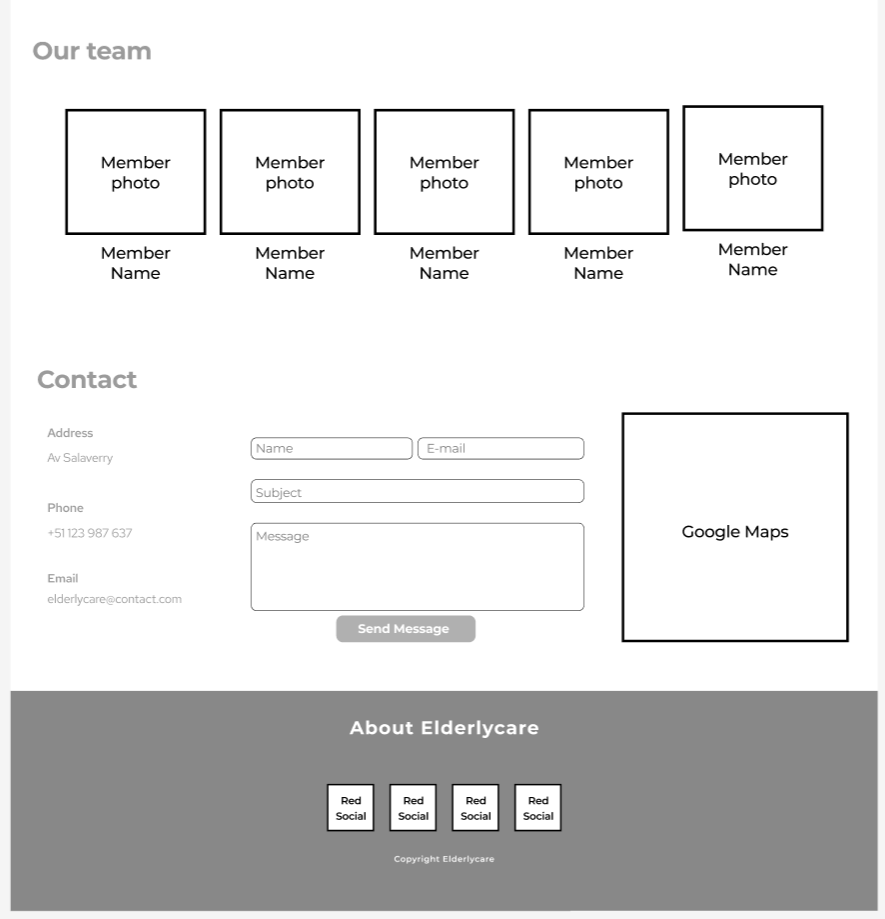 Our team
Member
photo
Member
photo
Member
photo
Member
photo
Member
photo
Member
Name
Member
Name
Member
Name
Member
Name
Member
Name
Contact
Address
Av Salaverry
Phone
+51 123 987 637
Email
elderlycare@contact.com
Name
E-mail
Subject
Message
Send Message
Google Maps
About Elderlycare
Red
Social
Red
Social
Red
Social
Red
Social
Copyright Elderlycare